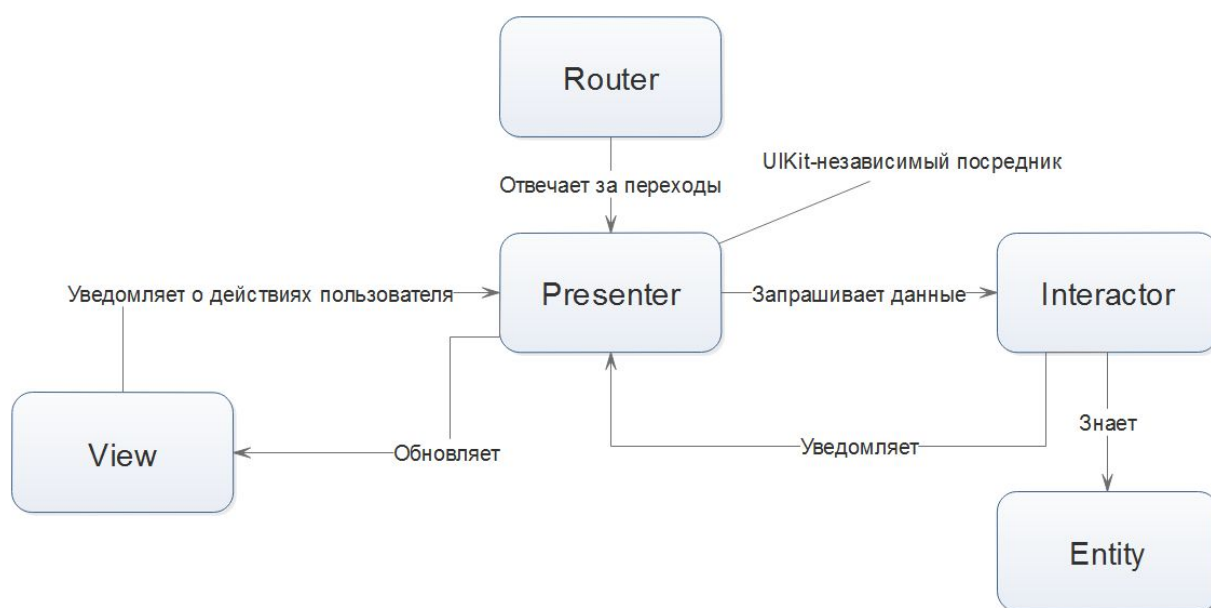 Router
UIKit-независимый посредник
Отвечает за переходы
Уведомляет о действиях пользователя
Presenter
Запрашивает данные
Interactor
View
Обновляет
Уведомляет
Знает
Entity